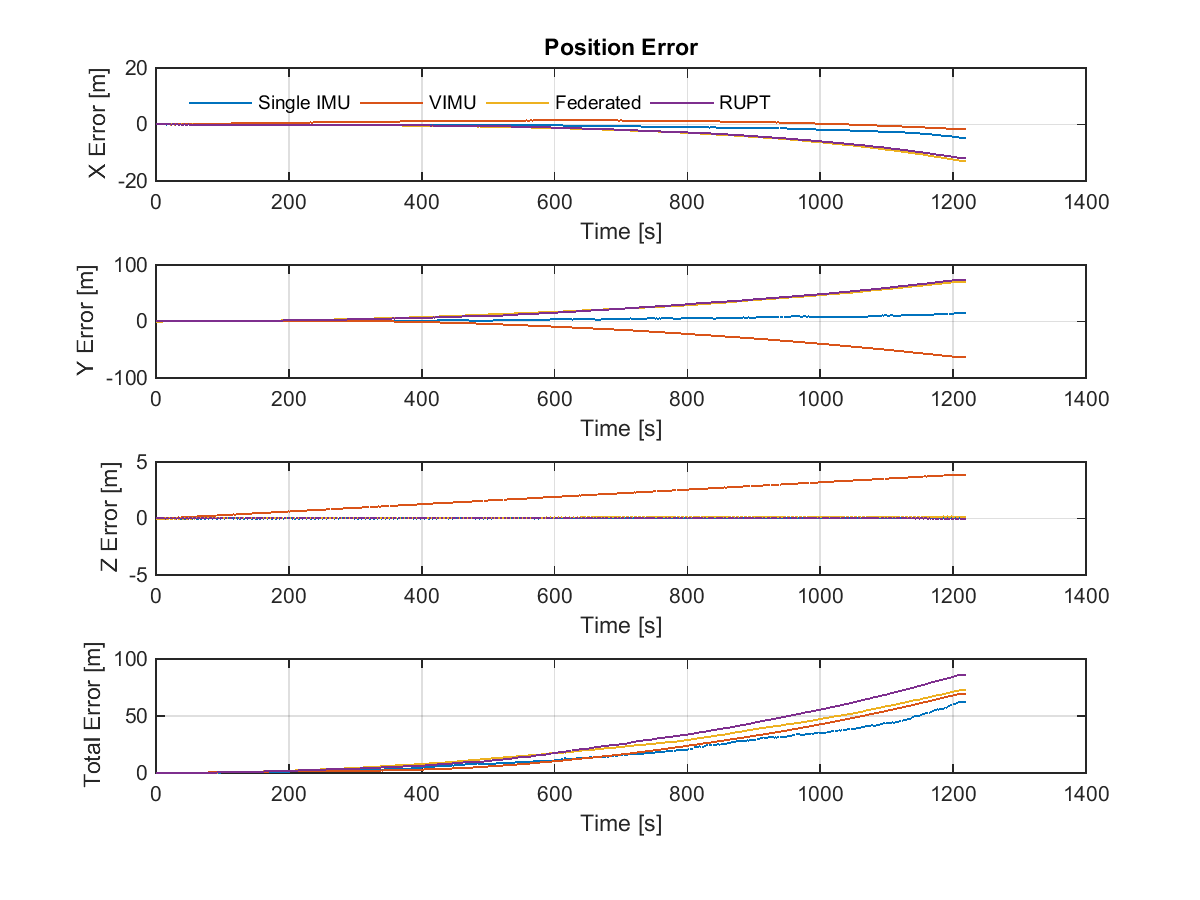 Position Error
X Error [m]
20
0
-20
Single IMU VIMU Federated RUPT
0 200 400 600 800 1000 1200 1400
Time [s]
Y Error [m]
100
0
-100
0 200 400 600 800 1000 1200 1400
Time [s]
Z Error [m]
5
0
-5
0 200 400 600 800 1000 1200 1400
Time [s]
Total Error [m]
100
50
0
0 200 400 600 800 1000 1200 1400
Time [s]